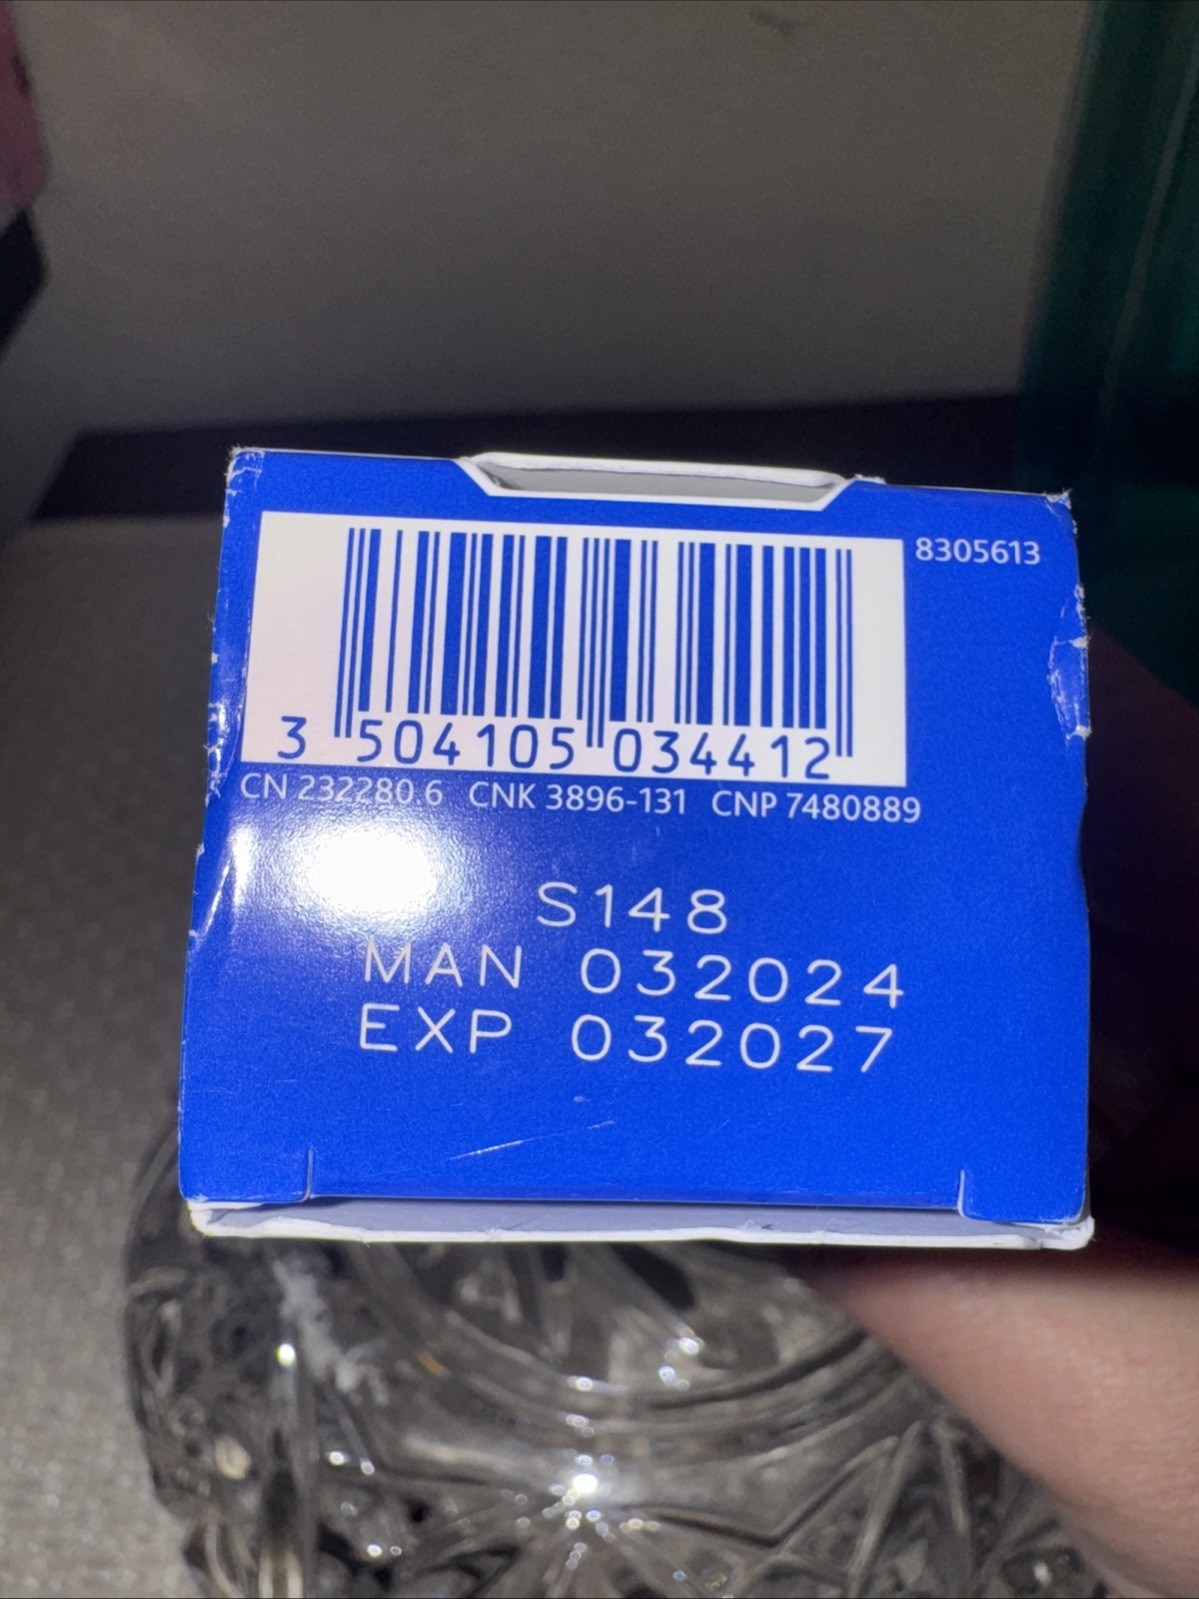 8305613
3 504105 034412
CN 232280.6 CNK 3896-131 CNP 7480889
S148
MAN 032024
EXP 032027